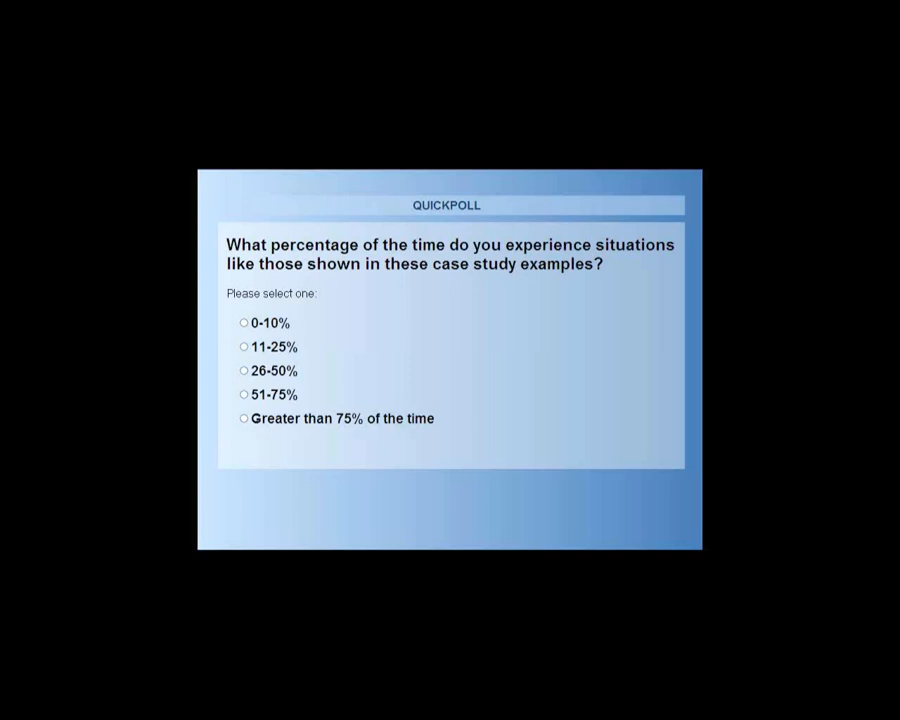 QUICKPOLL
What percentage of the time do you experience situations
like those shown in these case study examples?
Please select one:
0-10%
11-25%
26-50%
51-75%
Greater than 75% of the time